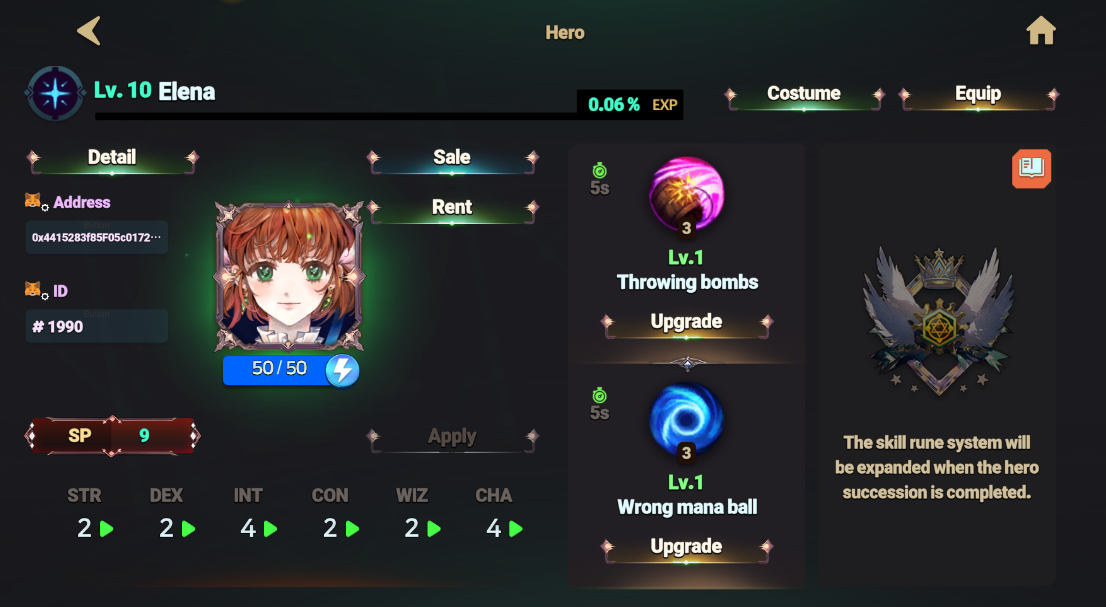 Hero
Lv. 10 Elena
0.06 % EXP
Costume
Equip
Detail
Sale
Rent
Address
0x4415283f85F05c0172···
ID
# 1990
50 / 50
SP 9
Apply
STR DEX INT CON WIZ CHA
2 2 4 2 2 4
5s
3
Lv.1
Throwing bombs
Upgrade
5s
3
Lv.1
Wrong mana ball
Upgrade
The skill rune system will
be expanded when the hero
succession is completed.